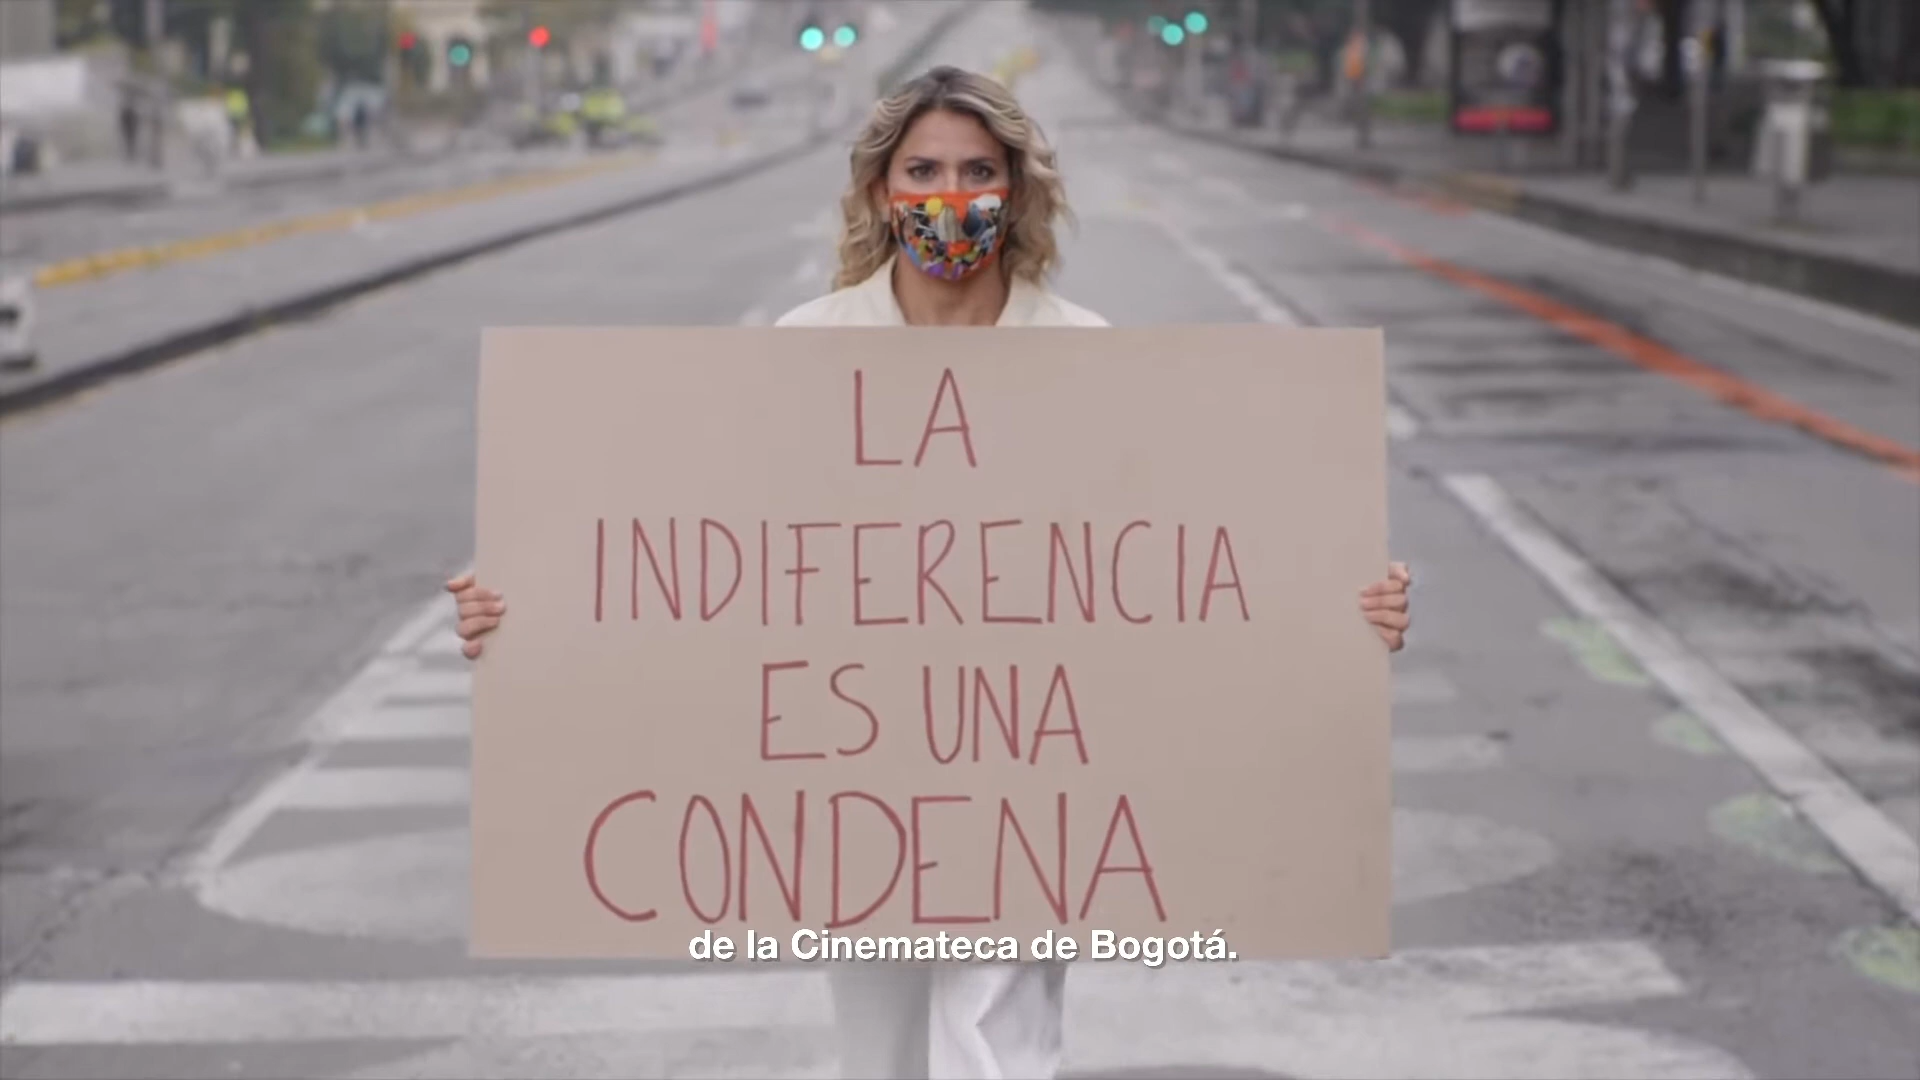 LA
INDIFERENCIA
ES UNA
CONDENA
de la Cinemateca de Bogotá.